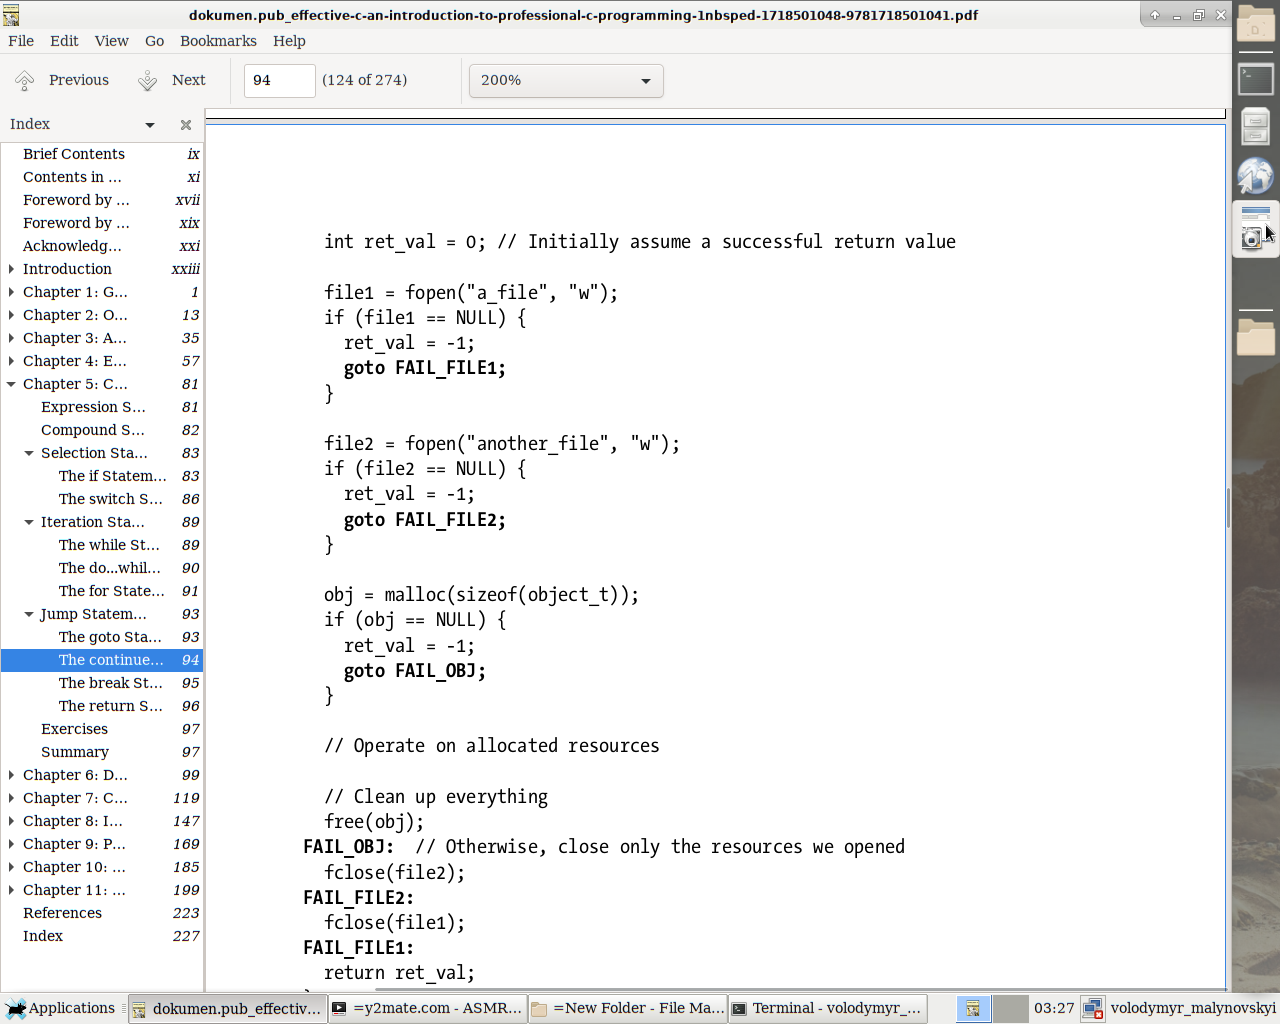 dokumen.pub_effective-c-an-introduction-to-professional-c-programming-1nbsped-1718501048-9781718501041.pdf
File Edit View Go Bookmarks Help
Previous Next 94 (124 of 274) 200%
Index
Brief Contents ix
Contents in ... xi
Foreword by ... xvii
Foreword by ... xix
Acknowledg... xxi
Introduction xxiii
Chapter 1: G... 1
Chapter 2: O... 13
Chapter 3: A... 35
Chapter 4: E... 57
Chapter 5: C... 81
Expression S... 81
Compound S... 82
Selection Sta... 83
The if Statem... 83
The switch S... 86
Iteration Sta... 89
The while St... 89
The do...whil... 90
The for State... 91
Jump Statem... 93
The goto Sta... 93
The continue... 94
The break St... 95
The return S... 96
Exercises 97
Summary 97
Chapter 6: D... 99
Chapter 7: C... 119
Chapter 8: I... 147
Chapter 9: P... 169
Chapter 10: ... 185
Chapter 11: ... 199
References 223
Index 227
int ret_val = 0; // Initially assume a successful return value
file1 = fopen("a_file", "w");
if (file1 == NULL) {
ret_val = -1;
goto FAIL_FILE1;
}
file2 = fopen("another_file", "w");
if (file2 == NULL) {
ret_val = -1;
goto FAIL_FILE2;
}
obj = malloc(sizeof(object_t));
if (obj == NULL) {
ret_val = -1;
goto FAIL_OBJ;
}
// Operate on allocated resources
// Clean up everything
free(obj);
FAIL_OBJ: // Otherwise, close only the resources we opened
fclose(file2);
FAIL_FILE2:
fclose(file1);
FAIL_FILE1:
return ret_val;
Applications dokumen.pub_effectiv... =y2mate.com - ASMR... =New Folder - File Ma... Terminal - volodymyr_... 03:27 volodymyr_malynovskyi